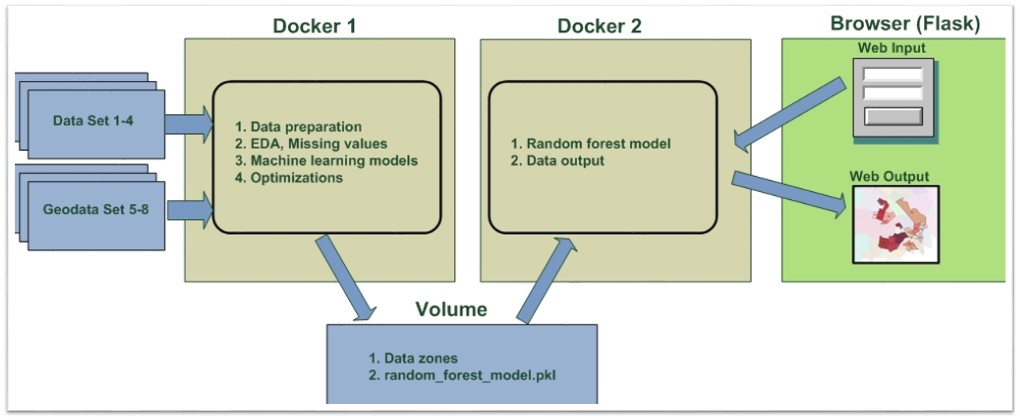 Docker 1
Docker 2
Browser (Flask)
Web Input
Data Set 1-4
Geodata Set 5-8
1. Data preparation
2. EDA, Missing values
3. Machine learning models
4. Optimizations
1. Random forest model
2. Data output
Web Output
Volume
1. Data zones
2. random_forest_model.pkl